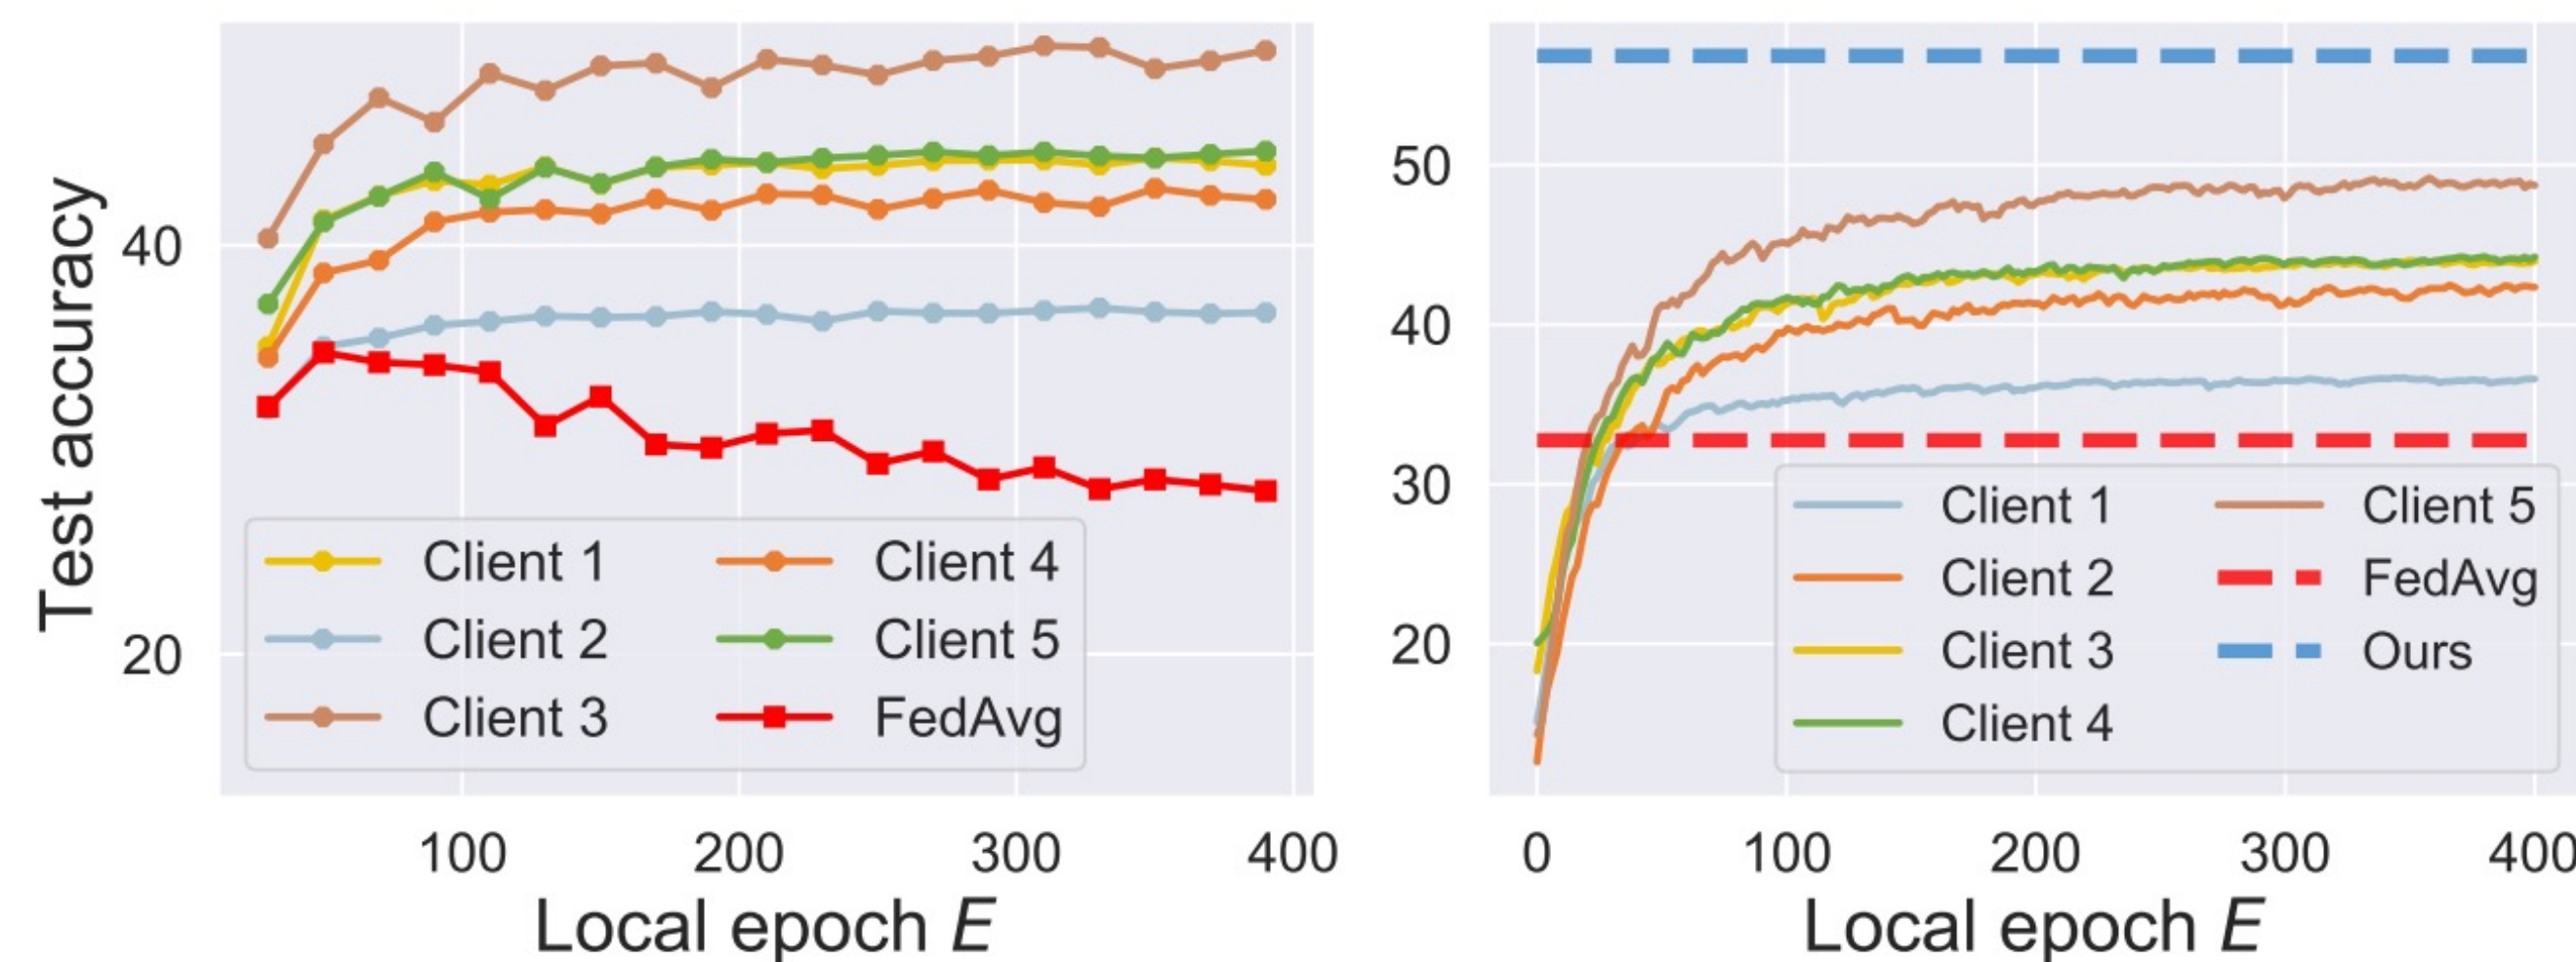 Test accuracy
40
20
Client 1
Client 2
Client 3
Client 4
Client 5
FedAvg
100 200 300 400
Local epoch E
50
40
30
20
Client 1
Client 2
Client 3
Client 4
Client 5
FedAvg
Ours
0 100 200 300 400
Local epoch E